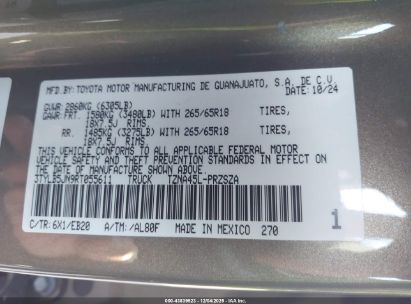 MFD.BY: TOYOTA MOTOR MANUFACTURING DE GUANAJUATO, S.A. DE C.V.
10/24
GVWR: 2860KG (6305LB)
GAWR: FRT. 1580KG (3480LB) WITH 265/65R18 TIRES,
18X7.5J RIMS,
RR. 1485KG (3275LB) WITH 265/65R18 TIRES,
18X7.5J RIMS,
THIS VEHICLE CONFORMS TO ALL APPLICABLE FEDERAL MOTOR
VEHICLE SAFETY AND THEFT PREVENTION STANDARDS IN EFFECT
ON THE DATE OF MANUFACTURE SHOWN ABOVE.
3TYLB5JN9RT055611 TRUCK TZNA45L-PRZSZA
C/TR: 6X1/EB20 A/TM: /AL80F MADE IN MEXICO 270
1